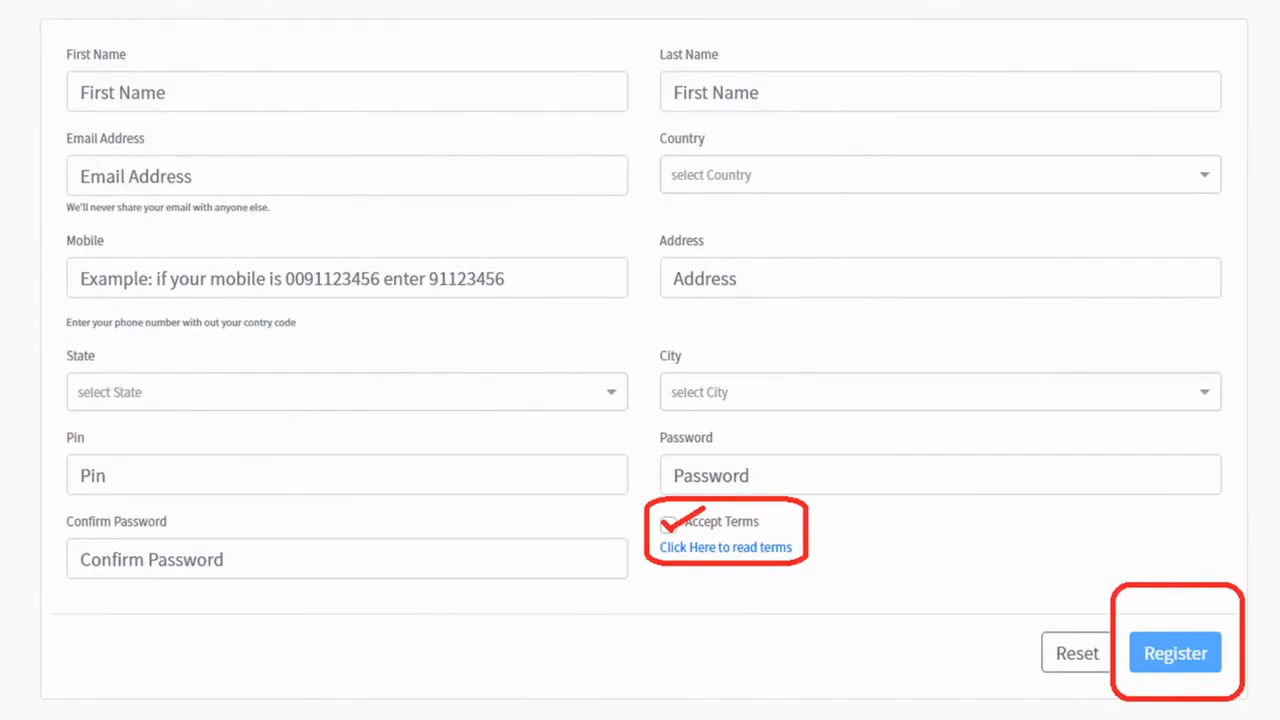 First Name
Last Name
First Name
First Name
Email Address
Country
Email Address
select Country
We'll never share your email with anyone else.
Mobile
Address
Example: if your mobile is 0091123456 enter 91123456
Address
Enter your phone number with out your contry code
State
City
select State
select City
Pin
Password
Pin
Password
Confirm Password
Accept Terms
Click Here to read terms
Confirm Password
Reset
Register